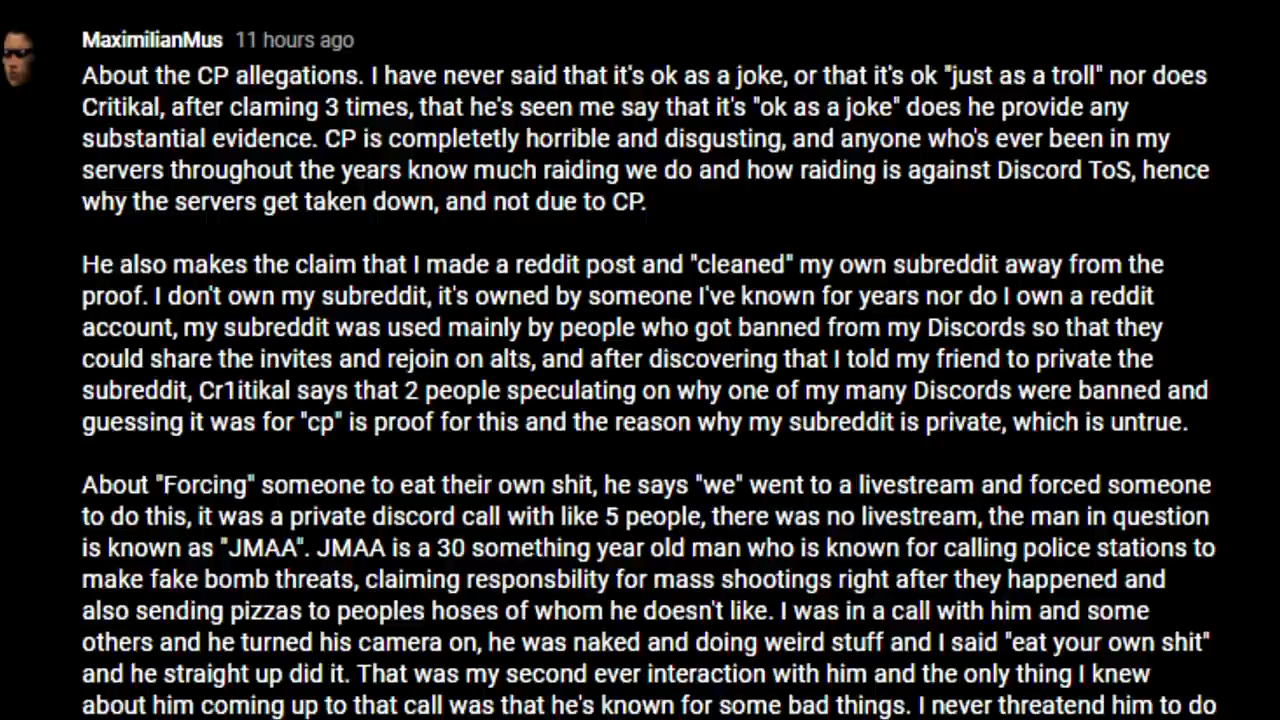 MaximilianMus 11 hours ago
About the CP allegations. I have never said that it's ok as a joke, or that it's ok "just as a troll" nor does
Critikal, after claming 3 times, that he's seen me say that it's "ok as a joke" does he provide any
substantial evidence. CP is completly horrible and disgusting, and anyone who's ever been in my
servers throughout the years know much raiding we do and how raiding is against Discord ToS, hence
why the servers get taken down, and not due to CP.
He also makes the claim that I made a reddit post and "cleaned" my own subreddit away from the
proof. I don't own my subreddit, it's owned by someone I've known for years nor do I own a reddit
account, my subreddit was used mainly by people who got banned from my Discords so that they
could share the invites and rejoin on alts, and after discovering that I told my friend to private the
subreddit, Cr1itikal says that 2 people speculating on why one of my many Discords were banned and
guessing it was for "cp" is proof for this and the reason why my subreddit is private, which is untrue.
About "Forcing" someone to eat their own shit, he says "we" went to a livestream and forced someone
to do this, it was a private discord call with like 5 people, there was no livestream, the man in question
is known as "JMAA". JMAA is a 30 something year old man who is known for calling police stations to
make fake bomb threats, claiming responsbility for mass shootings right after they happened and
also sending pizzas to peoples hoses of whom he doesn't like. I was in a call with him and some
others and he turned his camera on, he was naked and doing weird stuff and I said "eat your own shit"
and he straight up did it. That was my second ever interaction with him and the only thing I knew
about him coming up to that call was that he's known for some bad things. I never threatend him to do